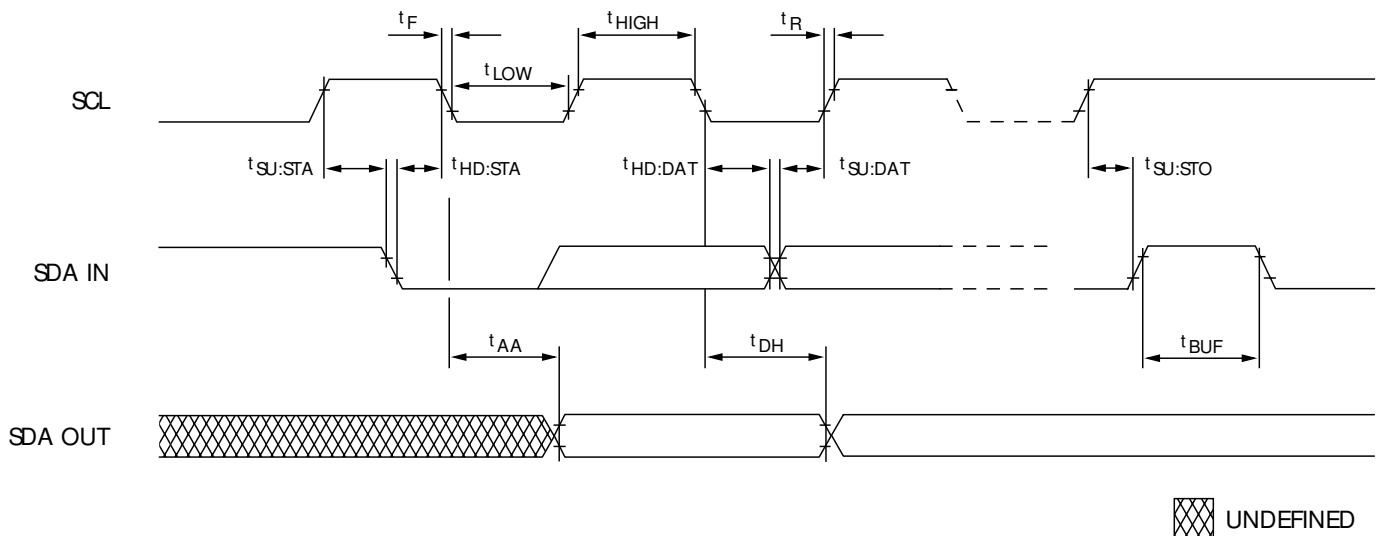 tF
tHIGH
tR
tLOW
SCL
tSU:STA
tHD:STA
tHD:DAT
tSU:DAT
tSU:STO
SDA IN
tAA
tDH
tBUF
SDA OUT
UNDEFINED